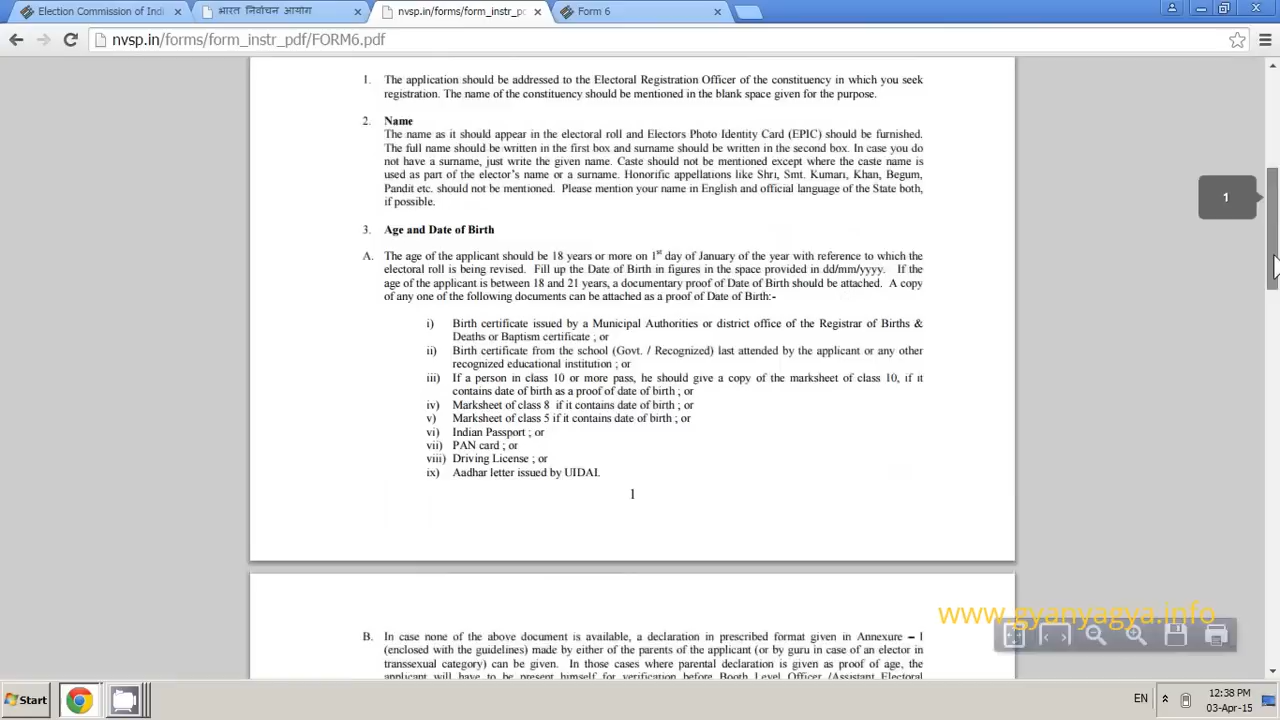 Election Commission of Indi
भारत निर्वाचन आयोग
nvsp.in/forms/form_instr_pd
Form 6
nvsp.in/forms/form_instr_pdf/FORM6.pdf
1. The application should be addressed to the Electoral Registration Officer of the constituency in which you seek
registration. The name of the constituency should be mentioned in the blank space given for the purpose.
2. Name
The name as it should appear in the electoral roll and Electors Photo Identity Card (EPIC) should be furnished.
The full name should be written in the first box and surname should be written in the second box. In case you do
not have a surname, just write the given name. Caste should not be mentioned except where the caste name is
used as part of the elector's name or a surname. Honorific appellations like Shri, Smt. Kumari, Khan, Begum,
Pandit etc. should not be mentioned. Please mention your name in English and official language of the State both,
if possible.
1
3. Age and Date of Birth
A. The age of the applicant should be 18 years or more on 1st day of January of the year with reference to which the
electoral roll is being revised. Fill up the Date of Birth in figures in the space provided in dd/mm/yyyy. If the
age of the applicant is between 18 and 21 years, a documentary proof of Date of Birth should be attached. A copy
of any one of the following documents can be attached as a proof of Date of Birth:-
i) Birth certificate issued by a Municipal Authorities or district office of the Registrar of Births &
Deaths or Baptism certificate ; or
ii) Birth certificate from the school (Govt. / Recognized) last attended by the applicant or any other
recognized educational institution ; or
iii) If a person in class 10 or more pass, he should give a copy of the marksheet of class 10, if it
contains date of birth as a proof of date of birth ; or
iv) Marksheet of class 8 if it contains date of birth ; or
v) Marksheet of class 5 if it contains date of birth ; or
vi) Indian Passport ; or
vii) PAN card ; or
viii) Driving License ; or
ix) Aadhar letter issued by UIDAI.
1
www.gyanyagya.info
B. In case none of the above document is available, a declaration in prescribed format given in Annexure – I
(enclosed with the guidelines) made by either of the parents of the applicant (or by guru in case of an elector in
transsexual category) can be given. In those cases where parental declaration is given as proof of age, the
applicant will have to be present himself for verification before Booth Level Officer /Assistant Electoral
Start
EN
12:38 PM
03-Apr-15